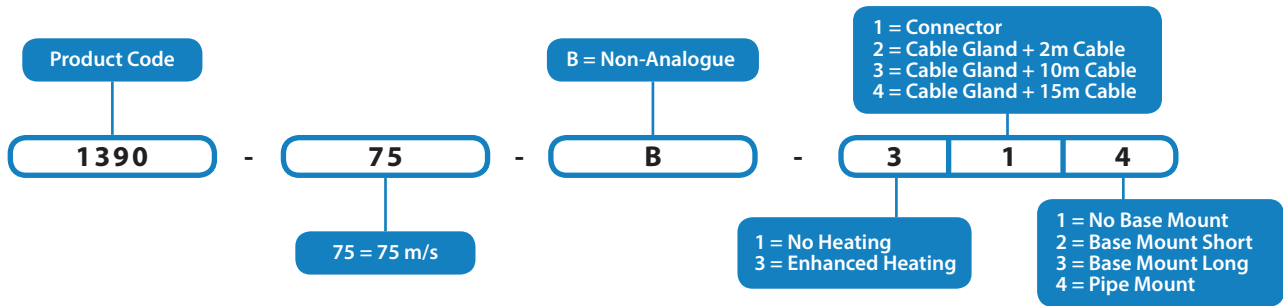 Product Code
B = Non-Analogue
1 = Connector
2 = Cable Gland + 2m Cable
3 = Cable Gland + 10m Cable
4 = Cable Gland + 15m Cable
1390 - 75 - B - 3 1 4
75 = 75 m/s
1 = No Heating
3 = Enhanced Heating
1 = No Base Mount
2 = Base Mount Short
3 = Base Mount Long
4 = Pipe Mount